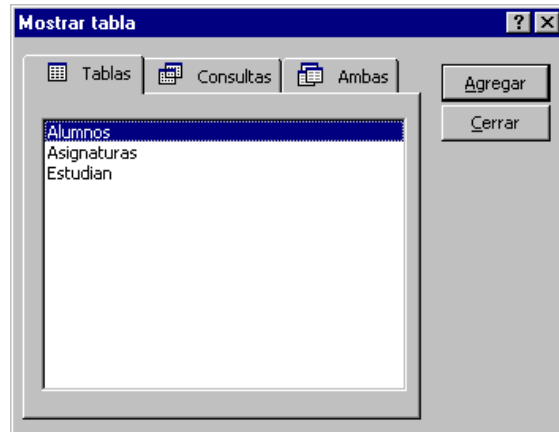 Mostrar tabla
Tablas Consultas Ambas
Agregar
Cerrar
Alumnos
Asignaturas
Estudian